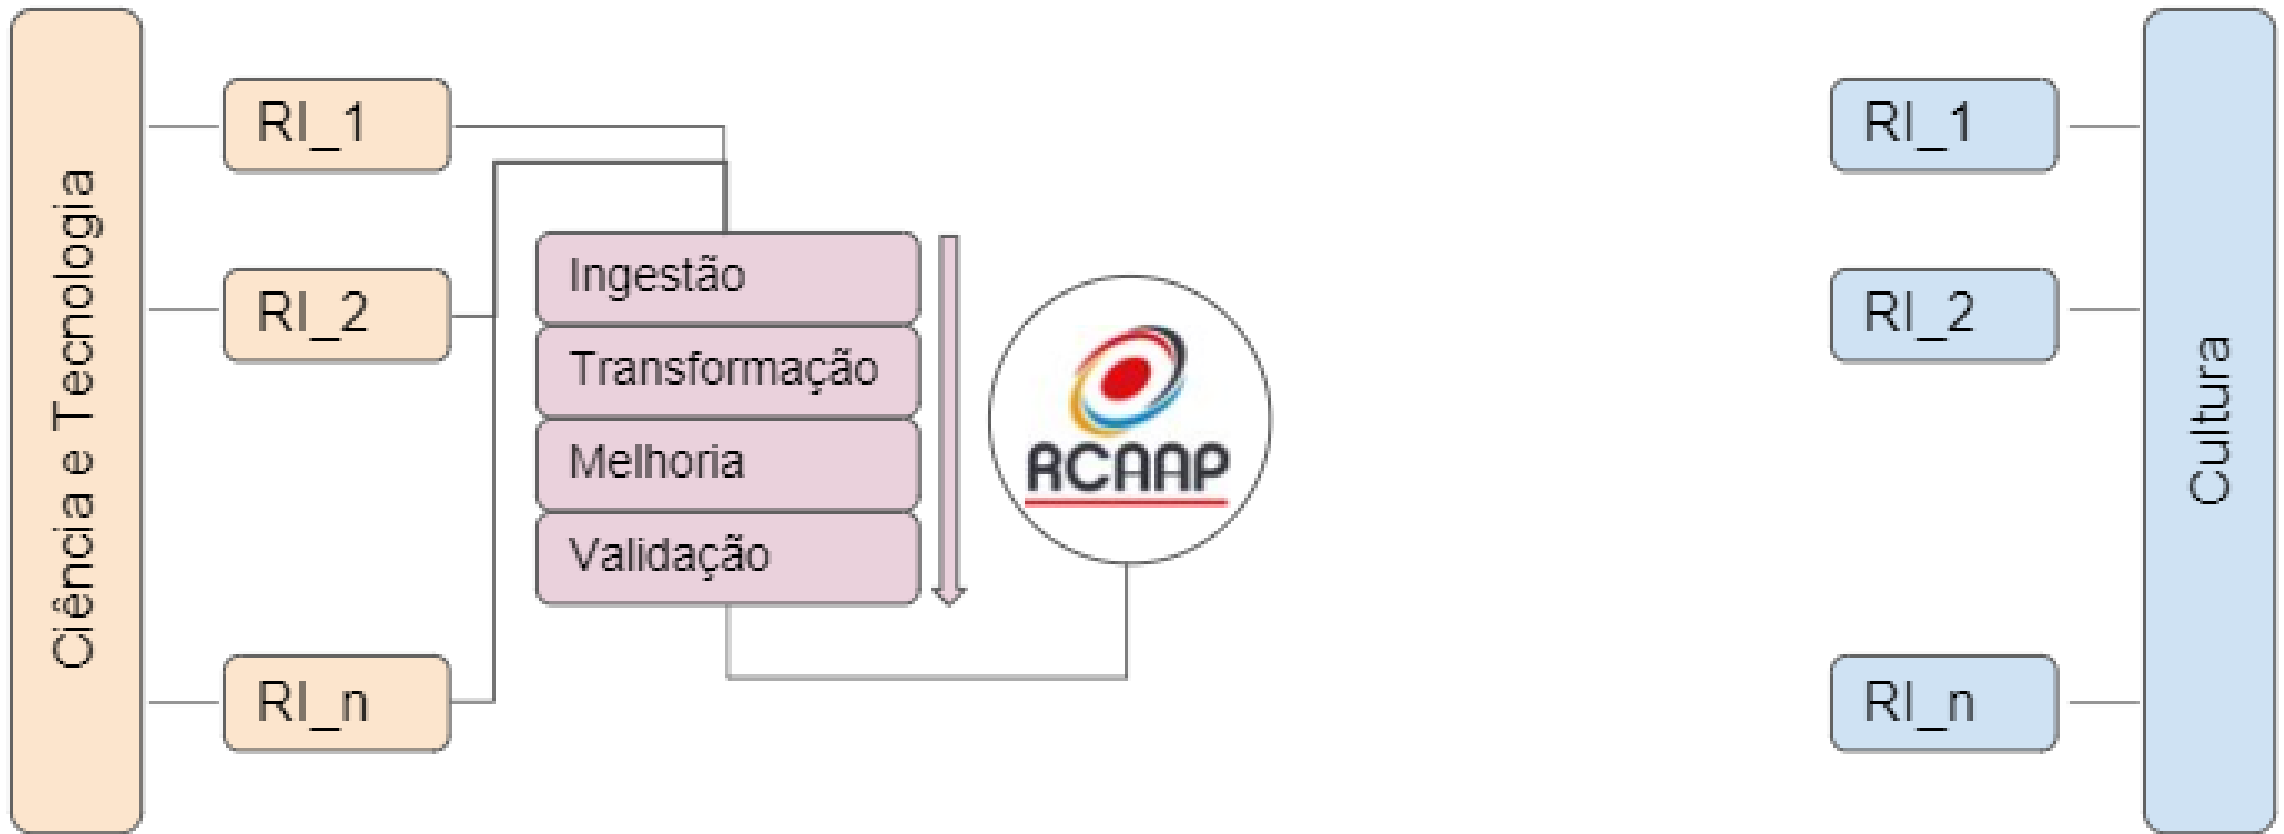 Ciência e Tecnologia
RI_1
RI_2
RI_n
Ingestão
Transformação
Melhoria
Validação
RCAAP
RI_1
RI_2
RI_n
Cultura